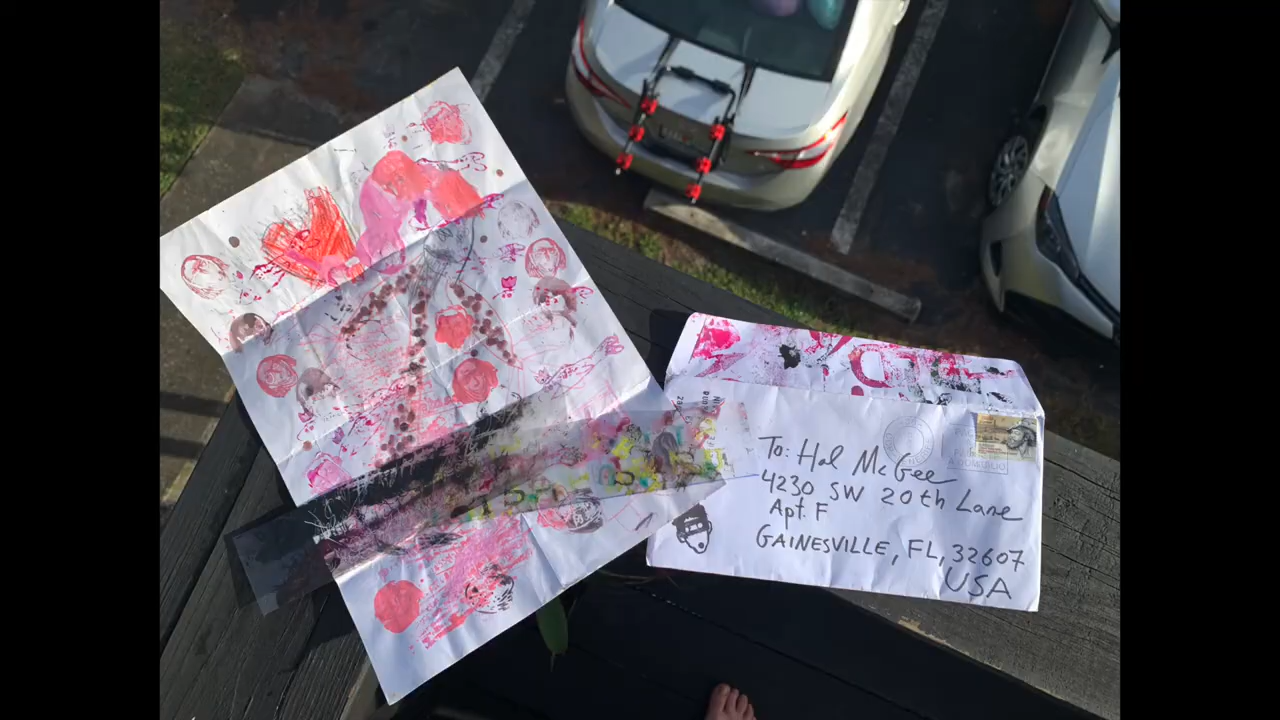 To: Hal McGee
4230 SW 20th Lane
Apt. F
GAINESVILLE, FL, 32607
USA